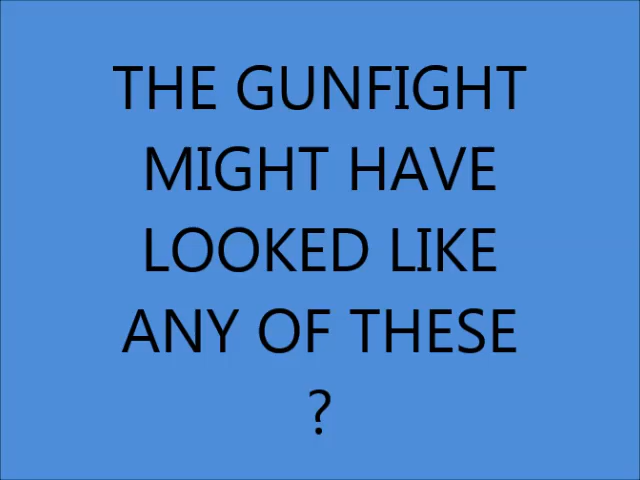 THE GUNFIGHT
MIGHT HAVE
LOOKED LIKE
ANY OF THESE
?